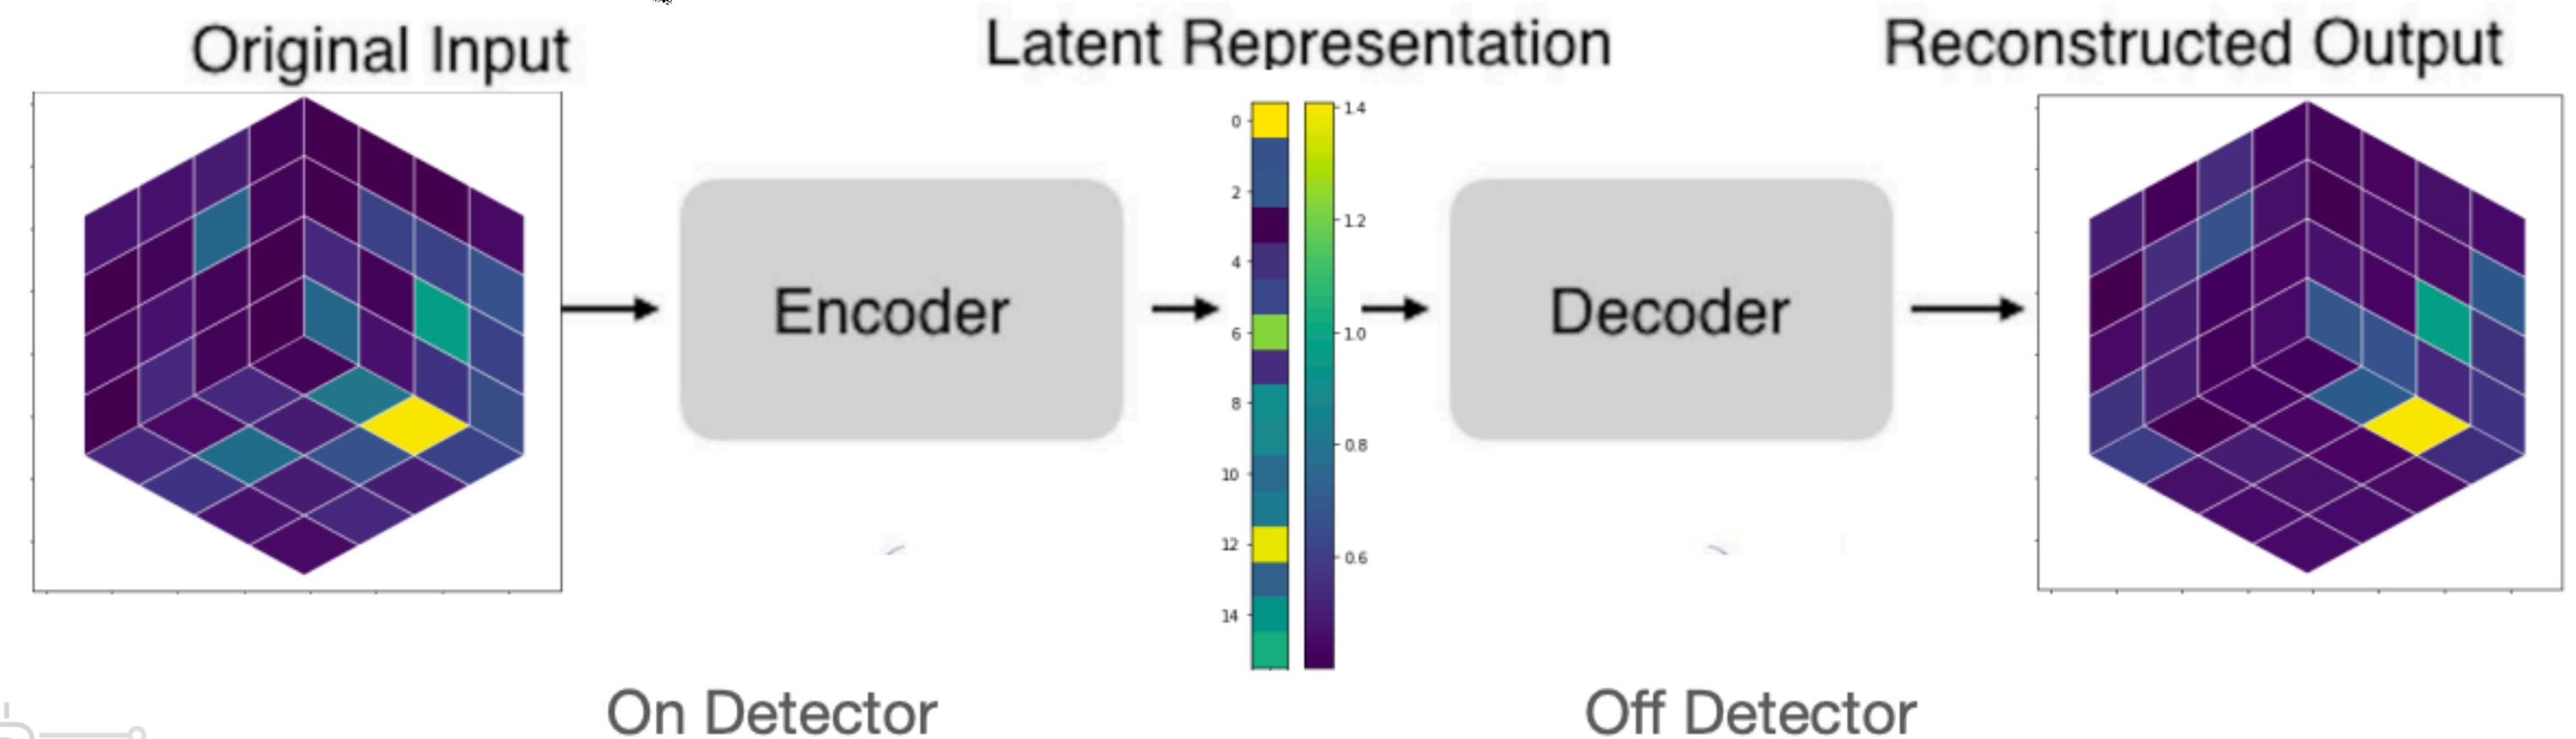 Original Input
Latent Representation
Reconstructed Output
0
2
4
6
8
10
12
14
1.4
1.2
1.0
0.8
0.6
Encoder
Decoder
On Detector
Off Detector